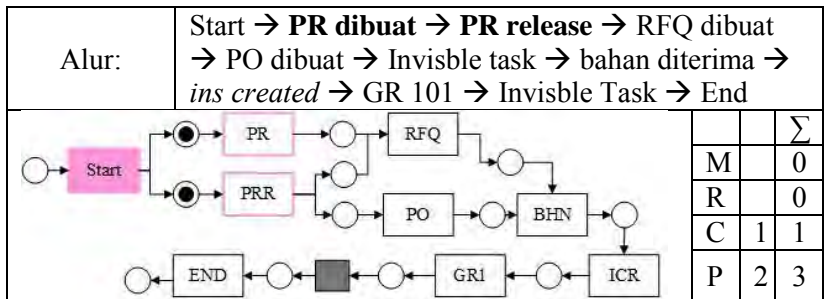 Alur:
Start → PR dibuat → PR release → RFQ dibuat
→ PO dibuat → Invisble task → bahan diterima →
ins created → GR 101 → Invisble Task → End
Start
PR
RFQ
PRR
PO
BHN
END
GR1
ICR
∑
M 0
R 0
C 1 1
P 2 3